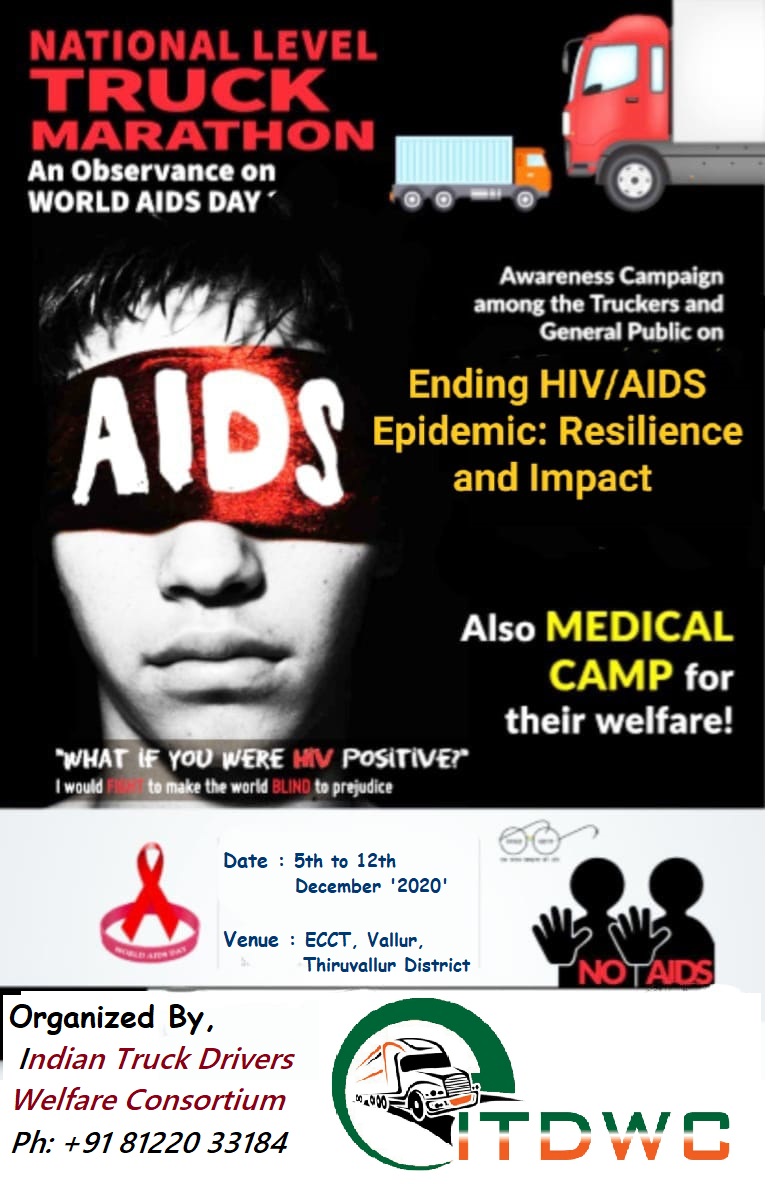 NATIONAL LEVEL
TRUCK
MARATHON
An Observance on
WORLD AIDS DAY
Awareness Campaign
among the Truckers and
General Public on
Ending HIV/AIDS
Epidemic: Resilience
and Impact
AIDS
Also MEDICAL
CAMP for
their welfare!
"WHAT iF YOU WERE HIV POSiTiVE?"
I would FIGHT to make the world BLIND to prejudice
Date : 5th to 12th
December '2020'
Venue : ECCT, Vallur,
Thiruvallur District
WORLD AIDS DAY
NO AIDS
Organized By,
Indian Truck Drivers
Welfare Consortium
Ph: +91 81220 33184
ITDWC